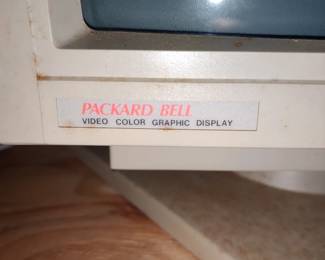 PACKARD BELL
VIDEO COLOR GRAPHIC DISPLAY